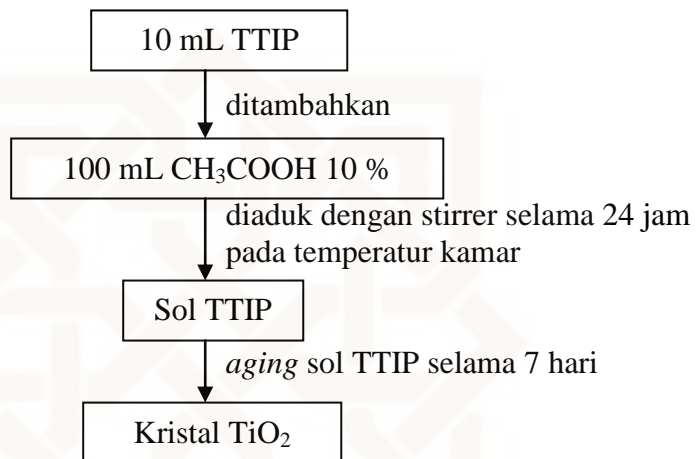 10 mL TTIP
ditambahkan
100 mL CH₃COOH 10 %
diaduk dengan stirrer selama 24 jam
pada temperatur kamar
Sol TTIP
aging sol TTIP selama 7 hari
Kristal TiO₂